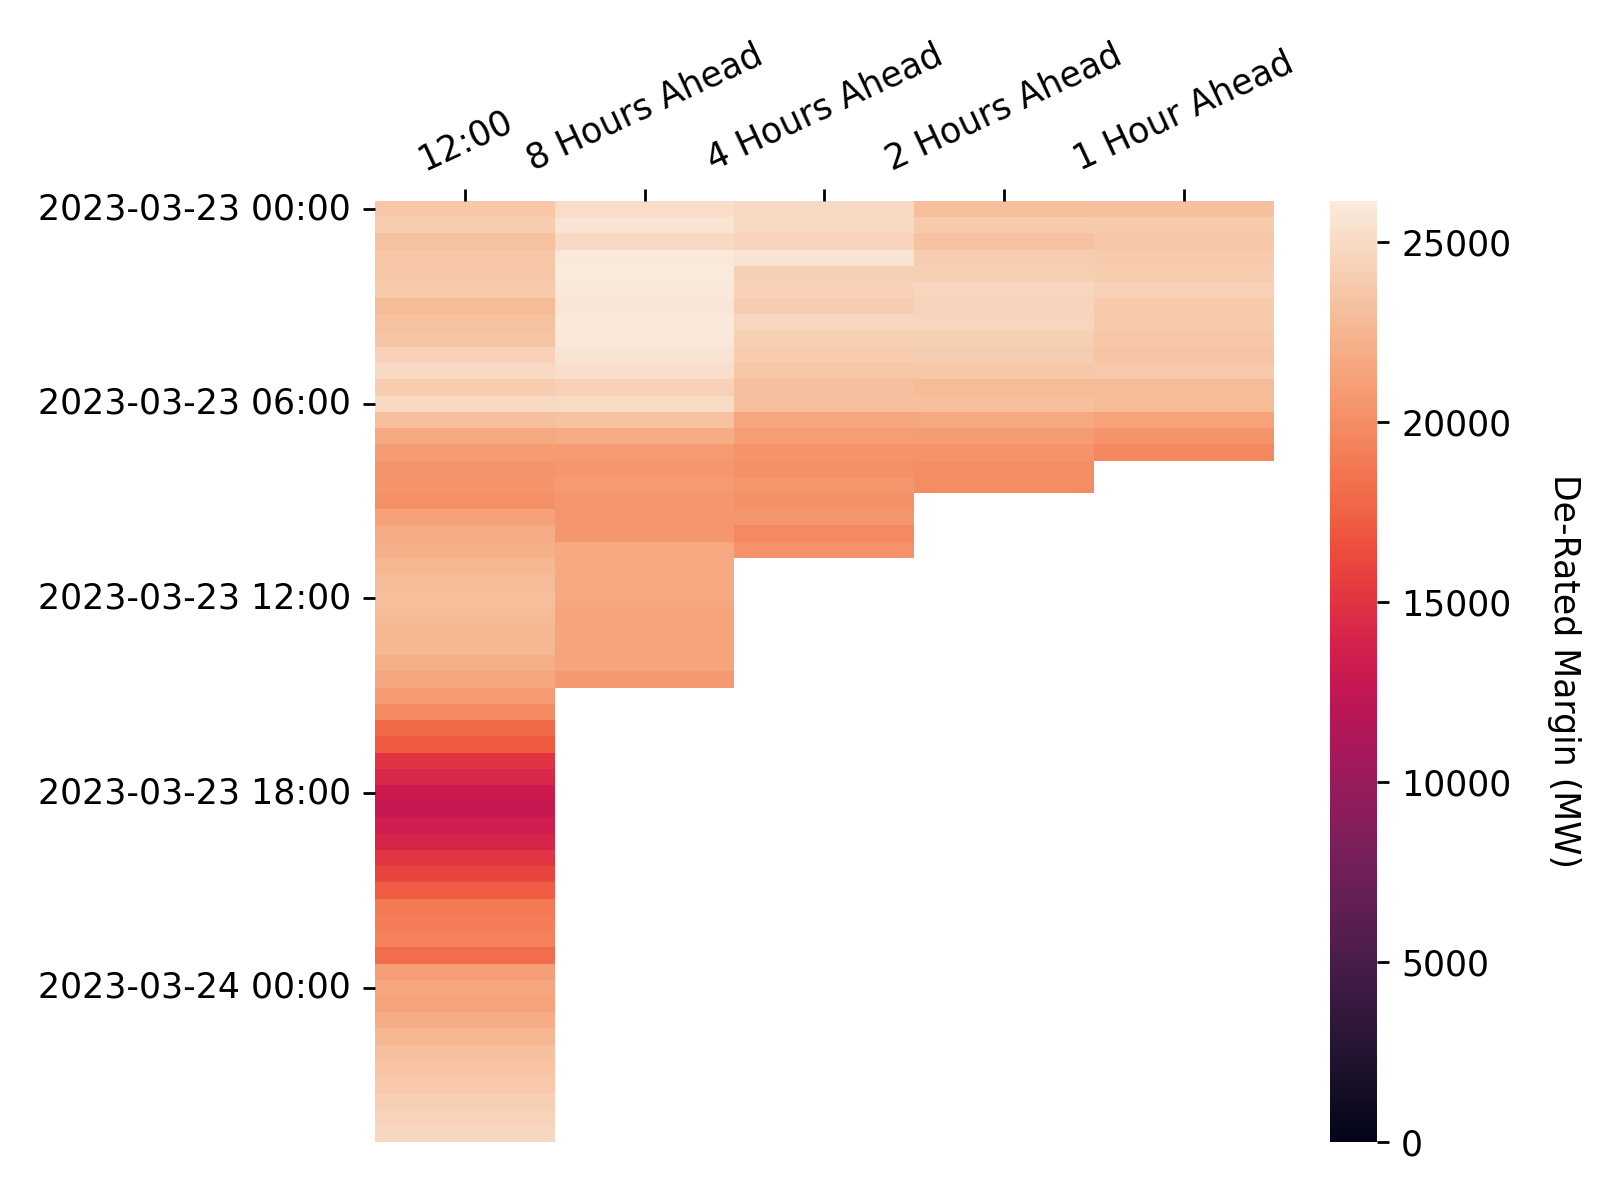 12:00
8 Hours Ahead
4 Hours Ahead
2 Hours Ahead
1 Hour Ahead
2023-03-23 00:00
2023-03-23 06:00
2023-03-23 12:00
2023-03-23 18:00
2023-03-24 00:00
25000
20000
15000
10000
5000
0
De-Rated Margin (MW)